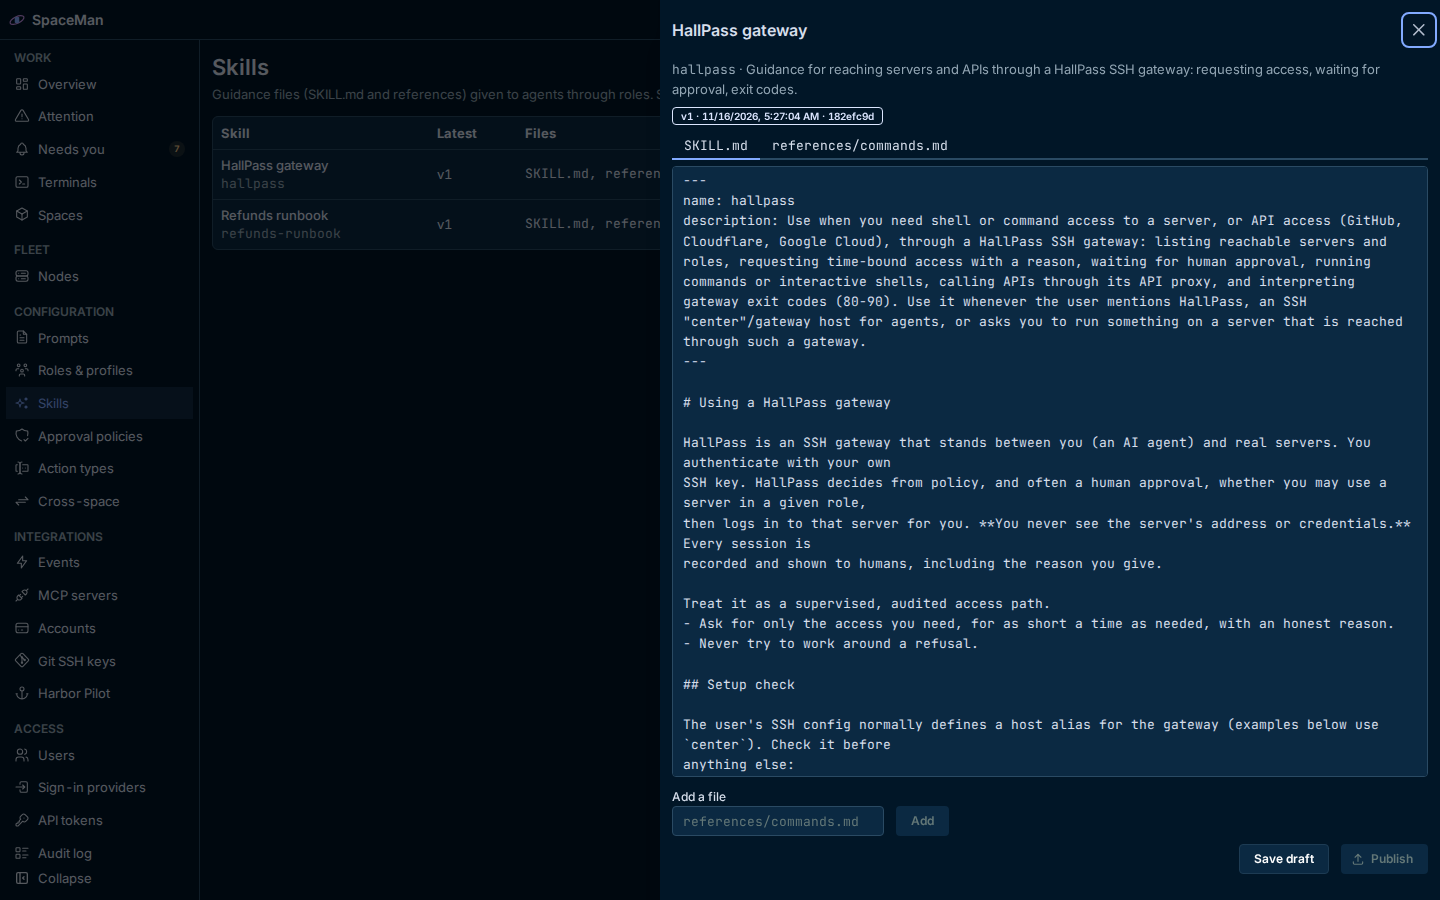 SpaceMan
WORK
Overview
Attention
Needs you 7
Terminals
Spaces
FLEET
Nodes
CONFIGURATION
Prompts
Roles & profiles
Skills
Approval policies
Action types
Cross-space
INTEGRATIONS
Events
MCP servers
Accounts
Git SSH keys
Harbor Pilot
ACCESS
Users
Sign-in providers
API tokens
Audit log
Collapse
Skills
Guidance files (SKILL.md and references) given to agents through roles. S
Skill Latest Files
HallPass gateway
hallpass
v1
SKILL.md, referen
Refunds runbook
refunds-runbook
v1
SKILL.md, referen
HallPass gateway
hallpass · Guidance for reaching servers and APIs through a HallPass SSH gateway: requesting access, waiting for
approval, exit codes.
v1 · 11/16/2026, 5:27:04 AM · 182efc9d
SKILL.md references/commands.md
---
name: hallpass
description: Use when you need shell or command access to a server, or API access (GitHub,
Cloudflare, Google Cloud), through a HallPass SSH gateway: listing reachable servers and
roles, requesting time-bound access with a reason, waiting for human approval, running
commands or interactive shells, calling APIs through its API proxy, and interpreting
gateway exit codes (80-90). Use it whenever the user mentions HallPass, an SSH
"center"/gateway host for agents, or asks you to run something on a server that is reached
through such a gateway.
---
# Using a HallPass gateway
HallPass is an SSH gateway that stands between you (an AI agent) and real servers. You
authenticate with your own
SSH key. HallPass decides from policy, and often a human approval, whether you may use a
server in a given role,
then logs in to that server for you. **You never see the server's address or credentials.**
Every session is
recorded and shown to humans, including the reason you give.
Treat it as a supervised, audited access path.
- Ask for only the access you need, for as short a time as needed, with an honest reason.
- Never try to work around a refusal.
## Setup check
The user's SSH config normally defines a host alias for the gateway (examples below use
`center`). Check it before
anything else:
Add a file
references/commands.md Add
Save draft Publish